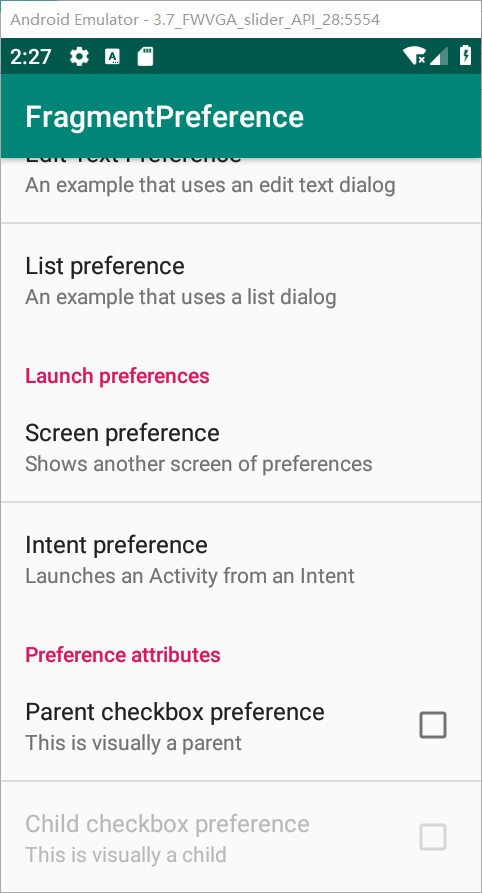 Android Emulator - 3.7_FWVGA_slider_API_28:5554
2:27
A
FragmentPreference
Edit Text Preference
An example that uses an edit text dialog
List preference
An example that uses a list dialog
Launch preferences
Screen preference
Shows another screen of preferences
Intent preference
Launches an Activity from an Intent
Preference attributes
Parent checkbox preference
This is visually a parent
Child checkbox preference
This is visually a child